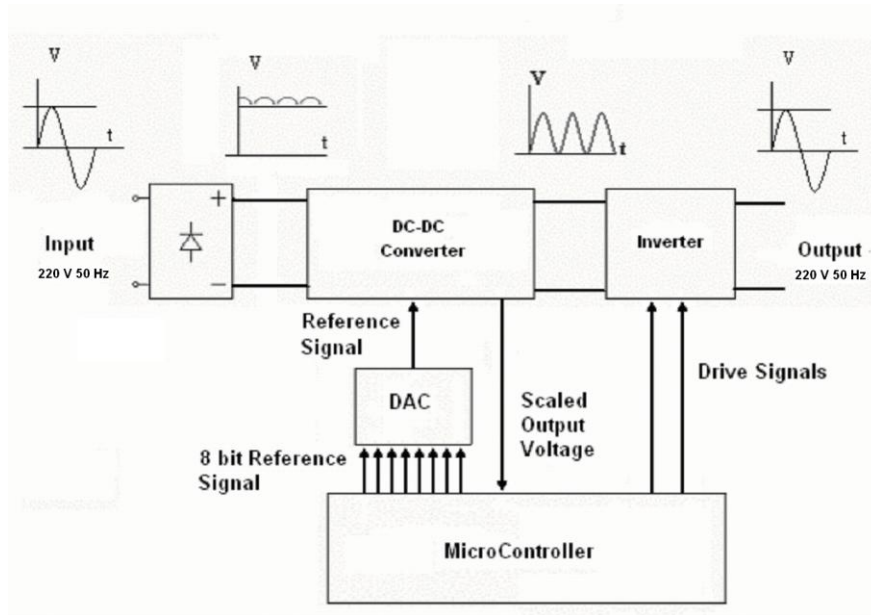 V
t
V
t
V
t
V
t
+
−
Input
220 V 50 Hz
DC-DC
Converter
Inverter
Output
220 V 50 Hz
Reference
Signal
DAC
8 bit Reference
Signal
Scaled
Output
Voltage
Drive Signals
MicroController